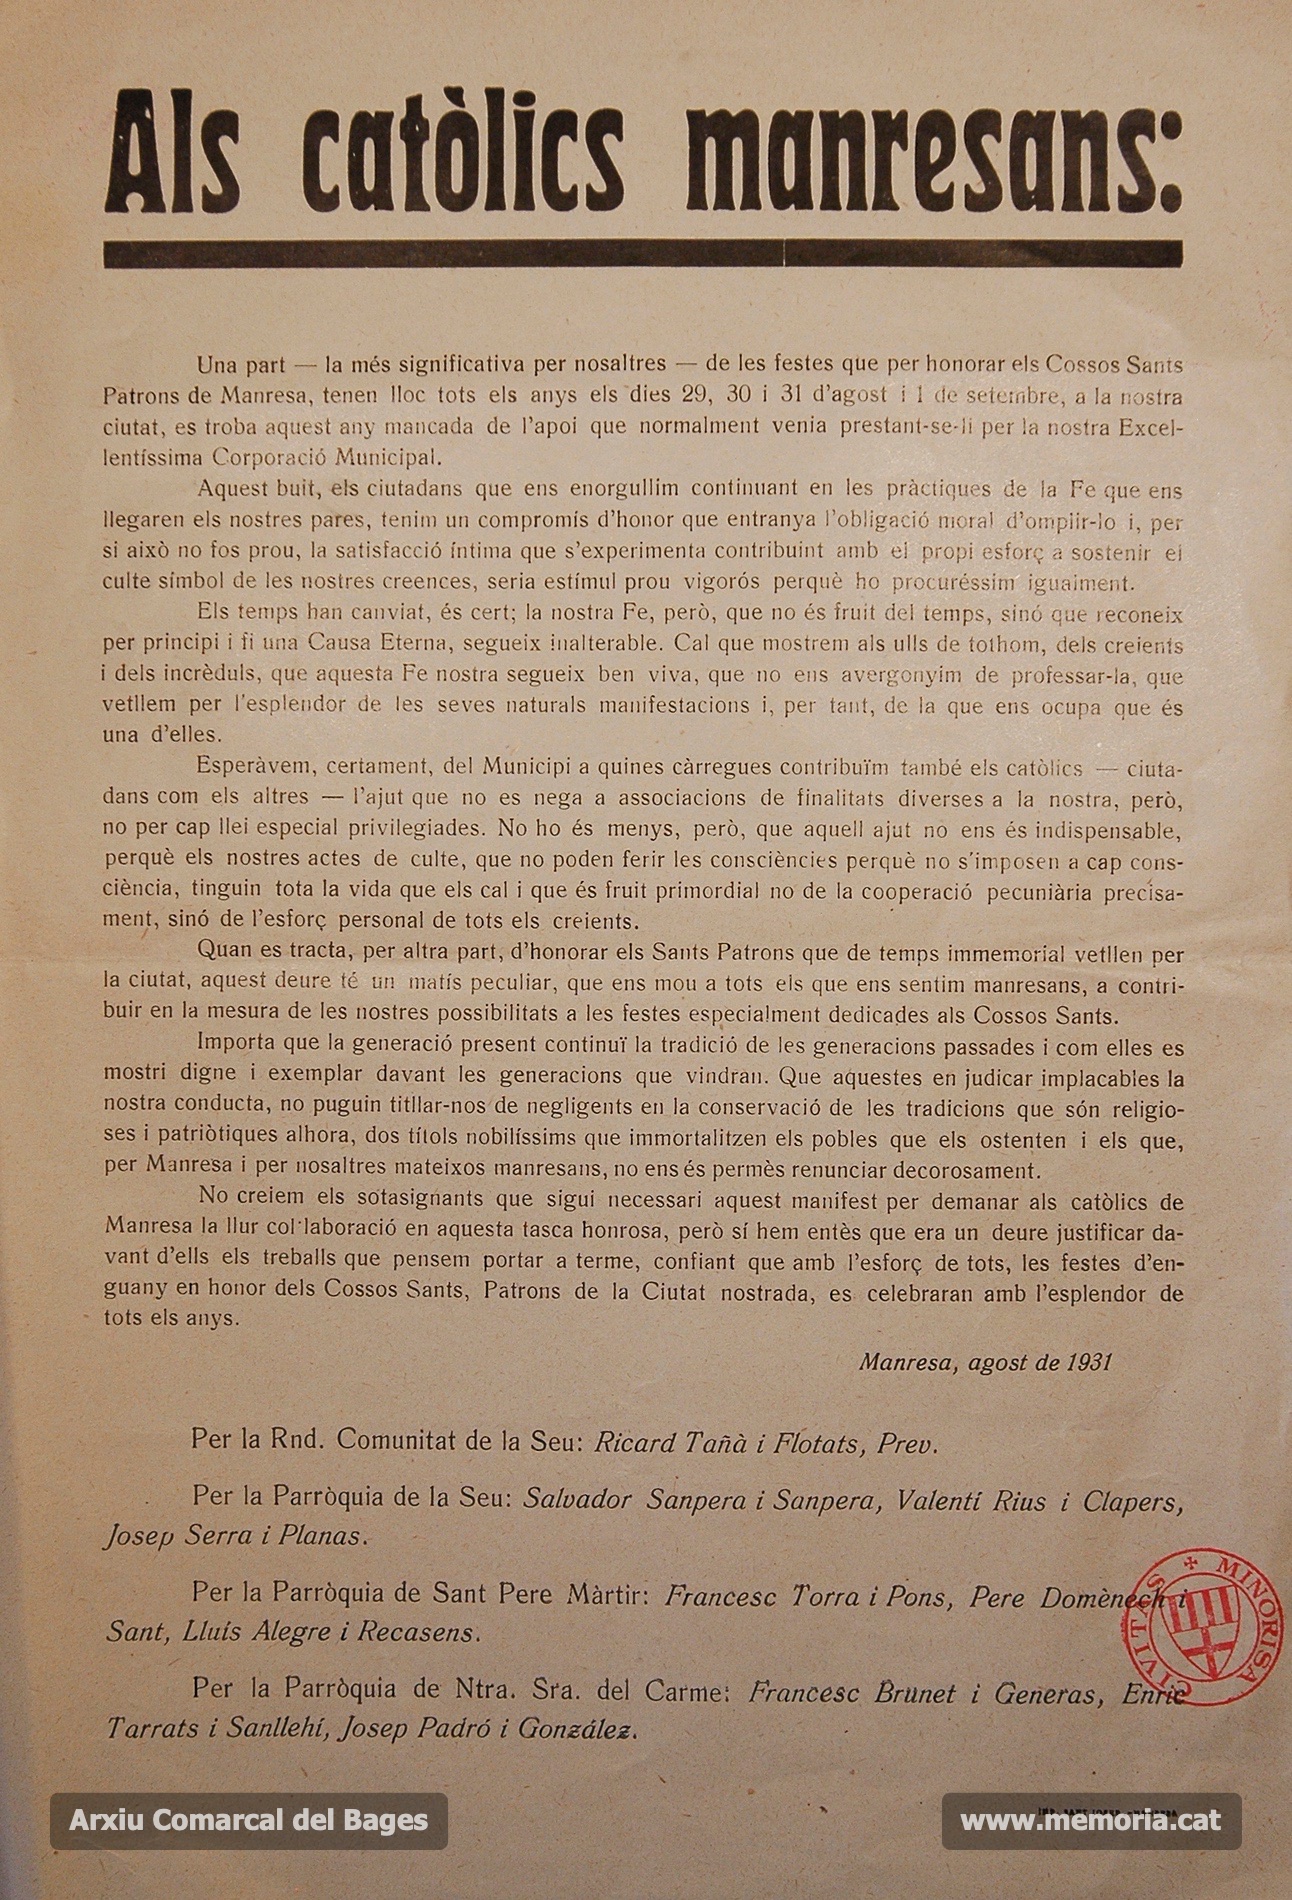 Als catòlics manresans:
Una part — la més significativa per nosaltres — de les festes que per honorar els Cossos Sants
Patrons de Manresa, tenen lloc tots els anys els dies 29, 30 i 31 d'agost i 1 de setembre, a la nostra
ciutat, es troba aquest any mancada de l'apoi que normalment venia prestant-se-li per la nostra Excel-
lentíssima Corporació Municipal.
Aquest buit, els ciutadans que ens enorgullim continuant en les pràctiques de la Fe que ens
llegaren els nostres pares, tenim un compromís d'honor que entranya l'obligació moral d'omplir-lo i, per
si això no fos prou, la satisfacció íntima que s'experimenta contribuint amb el propi esforç a sostenir el
culte símbol de les nostres creences, seria estímul prou vigorós perquè ho procuréssim igualment.
Els temps han canviat, és cert; la nostra Fe, però, que no és fruit del temps, sinó que reconeix
per principi i fi una Causa Eterna, segueix inalterable. Cal que mostrem als ulls de tothom, dels creients
i dels incrèduls, que aquesta Fe nostra segueix ben viva, que no ens avergonyim de professar-la, que
vetllem per l'esplendor de les seves naturals manifestacions i, per tant, de la que ens ocupa que és
una d'elles.
Esperàvem, certament, del Municipi a quines càrregues contribuïm també els catòlics — ciuta-
dans com els altres — l'ajut que no es nega a associacions de finalitats diverses a la nostra, però,
no per cap llei especial privilegiades. No ho és menys, però, que aquell ajut no ens és indispensable,
perquè els nostres actes de culte, que no poden ferir les consciències perquè no s'imposen a cap cons-
ciència, tinguin tota la vida que els cal i que és fruit primordial no de la cooperació pecuniària precisa-
ment, sinó de l'esforç personal de tots els creients.
Quan es tracta, per altra part, d'honorar els Sants Patrons que de temps immemorial vetllen per
la ciutat, aquest deure té un matís peculiar, que ens mou a tots els que ens sentim manresans, a contri-
buir en la mesura de les nostres possibilitats a les festes especialment dedicades als Cossos Sants.
Importa que la generació present continuï la tradició de les generacions passades i com elles es
mostri digne i exemplar davant les generacions que vindran. Que aquestes en judicar implacables la
nostra conducta, no puguin titllar-nos de negligents en la conservació de les tradicions que són religio-
ses i patriòtiques alhora, dos títols nobilíssims que immortalitzen els pobles que els ostenten i els que,
per Manresa i per nosaltres mateixos manresans, no ens és permès renunciar decorosament.
No creiem els sotasignants que sigui necessari aquest manifest per demanar als catòlics de
Manresa la llur col·laboració en aquesta tasca honrosa, però sí hem entès que era un deure justificar da-
vant d'ells els treballs que pensem portar a terme, confiant que amb l'esforç de tots, les festes d'en-
guany en honor dels Cossos Sants, Patrons de la Ciutat nostrada, es celebraran amb l'esplendor de
tots els anys.
Manresa, agost de 1931
Per la Rnd. Comunitat de la Seu: Ricard Tañà i Flotats, Prev.
Per la Parròquia de la Seu: Salvador Sanpera i Sanpera, Valentí Rius i Clapers,
Josep Serra i Planas.
Per la Parròquia de Sant Pere Màrtir: Francesc Torra i Pons, Pere Domènech i
Sant, Lluís Alegre i Recasens.
Per la Parròquia de Ntra. Sra. del Carme: Francesc Brunet i Generas, Enric
Tarrats i Sanllehí, Josep Padró i González.
CIVITAS MINORISA
Arxiu Comarcal del Bages
www.memoria.cat